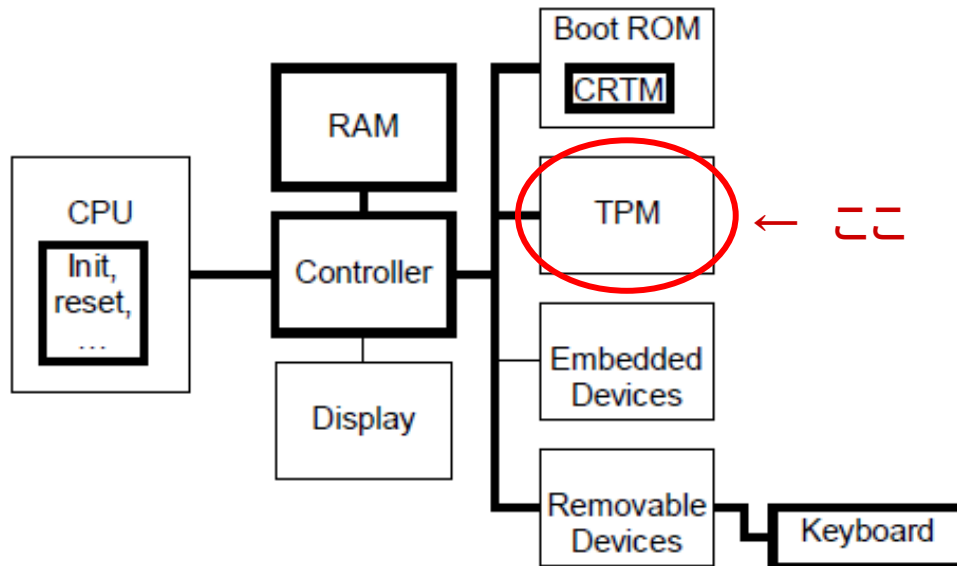 Boot ROM
CRTM
RAM
TPM
← ここ
CPU
Init,
reset,
...
Controller
Embedded
Devices
Display
Removable
Devices
Keyboard